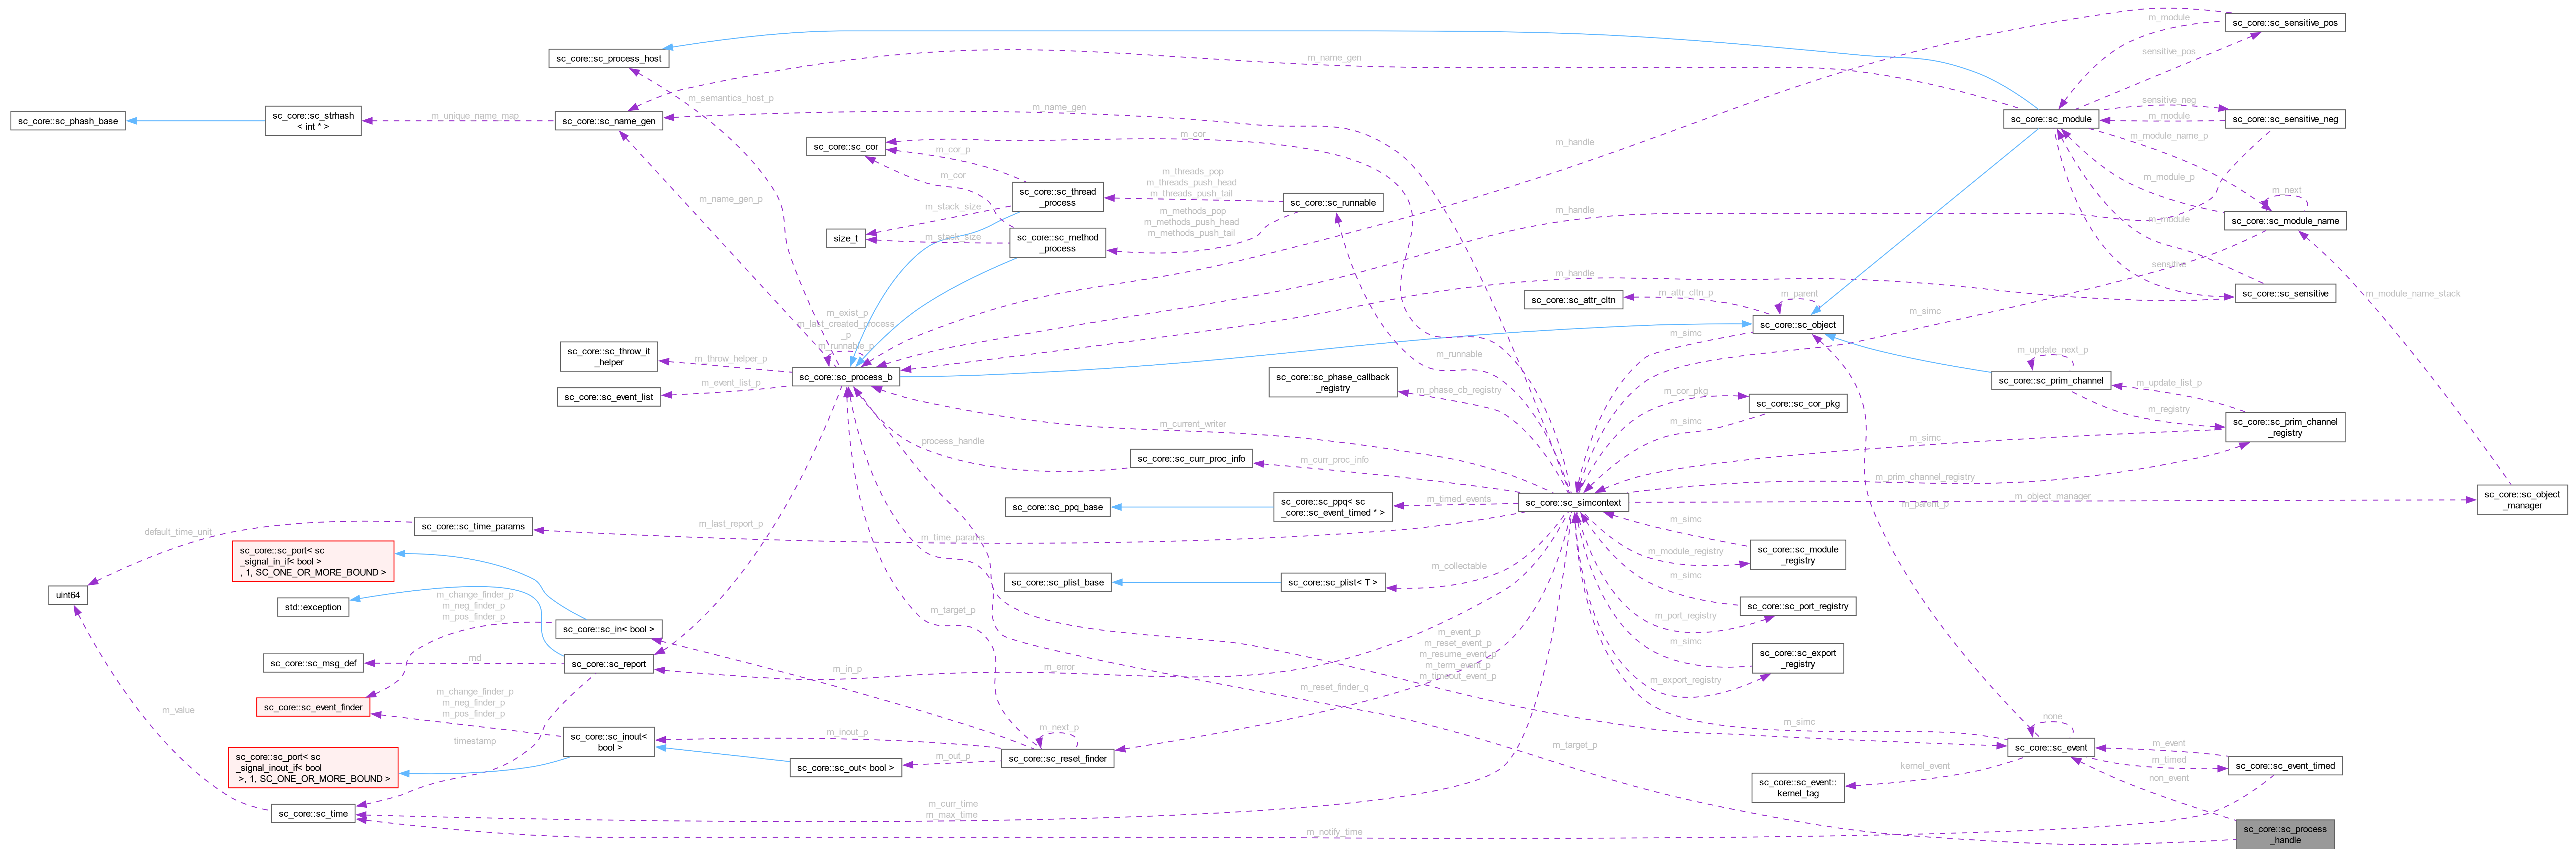 sc_core::sc_sensitive_pos
m_module
sc_core::sc_process_host
sensitive_pos
m_name_gen
m_semantics_host_p
sensitive_neg
m_name_gen
sc_core::sc_phash_base
sc_core::sc_strhash
< int * >
m_unique_name_map
sc_core::sc_name_gen
sc_core::sc_module
m_module
sc_core::sc_sensitive_neg
m_cor
m_module_name_p
sc_core::sc_cor
m_cor_p
m_handle
m_cor
m_threads_pop
m_threads_push_head
m_threads_push_tail
m_module_p
m_next
sc_core::sc_thread
_process
m_name_gen_p
sc_core::sc_runnable
m_stack_size
m_methods_pop
m_methods_push_head
m_methods_push_tail
m_handle
m_module
sc_core::sc_module_name
size_t
m_stack_size
sc_core::sc_method
_process
sensitive
m_handle
m_attr_cltn_p
m_parent
sc_core::sc_attr_cltn
sc_core::sc_sensitive
m_module_name_stack
m_exist_p
m_last_created_process
_p
m_runnable_p
m_simc
sc_core::sc_object
m_simc
sc_core::sc_throw_it
_helper
m_throw_helper_p
m_runnable
m_update_next_p
sc_core::sc_process_b
sc_core::sc_phase_callback
_registry
m_phase_cb_registry
sc_core::sc_prim_channel
m_update_list_p
sc_core::sc_event_list
m_event_list_p
m_cor_pkg
sc_core::sc_cor_pkg
m_registry
m_current_writer
m_simc
sc_core::sc_prim_channel
_registry
process_handle
m_simc
sc_core::sc_curr_proc_info
m_curr_proc_info
m_prim_channel_registry
sc_core::sc_ppq_base
sc_core::sc_ppq< sc
_core::sc_event_timed * >
m_timed_events
sc_core::sc_simcontext
m_object_manager
m_parent_p
sc_core::sc_object
_manager
default_time_unit
sc_core::sc_time_params
m_last_report_p
m_time_params
m_simc
sc_core::sc_port< sc
_signal_in_if< bool >
, 1, SC_ONE_OR_MORE_BOUND >
m_module_registry
sc_core::sc_module
_registry
m_collectable
m_simc
sc_core::sc_plist_base
sc_core::sc_plist< T >
uint64
std::exception
m_change_finder_p
m_neg_finder_p
m_pos_finder_p
m_target_p
m_port_registry
sc_core::sc_port_registry
sc_core::sc_in< bool >
m_event_p
m_reset_event_p
m_resume_event_p
m_term_event_p
m_timeout_event_p
m_simc
sc_core::sc_msg_def
md
sc_core::sc_report
m_in_p
m_error
sc_core::sc_export
_registry
m_export_registry
m_reset_finder_q
sc_core::sc_event_finder
m_change_finder_p
m_neg_finder_p
m_pos_finder_p
m_value
m_next_p
m_simc
none
m_inout_p
timestamp
sc_core::sc_inout<
bool >
m_target_p
sc_core::sc_event
m_event
m_timed
sc_core::sc_port< sc
_signal_inout_if< bool
>, 1, SC_ONE_OR_MORE_BOUND >
m_out_p
sc_core::sc_reset_finder
sc_core::sc_out< bool >
kernel_event
sc_core::sc_event_timed
non_event
sc_core::sc_event::
kernel_tag
m_curr_time
m_max_time
sc_core::sc_time
m_notify_time
sc_core::sc_process
_handle